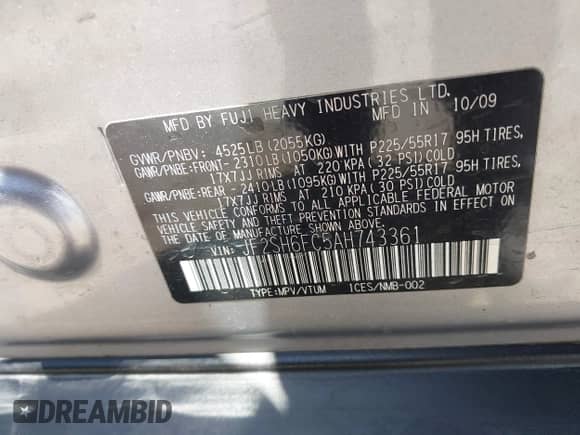 MFD BY FUJI HEAVY INDUSTRIES LTD.
MFD IN 10/09
GVWR/PNBV: 4525LB(2055KG)
GAWR/PNBE:FRONT-2310LB(1050KG)WITH P225/55R17 95H TIRES,
17X7JJ RIMS AT 220 KPA(32 PSI)COLD
GAWR/PNBE:REAR -2410LB(1095KG)WITH P225/55R17 95H TIRES,
17X7JJ RIMS AT 210 KPA(30 PSI)COLD
THIS VEHICLE CONFORMS TO ALL APPLICABLE FEDERAL MOTOR
VEHICLE SAFETY AND BUMPER STANDARDS IN EFFECT ON
THE DATE OF MANUFACTURE SHOWN ABOVE.
VIN: JF2SH6FC5AH743361
TYPE:MPV/VTUM ICES/NMB-002
DREAMBID